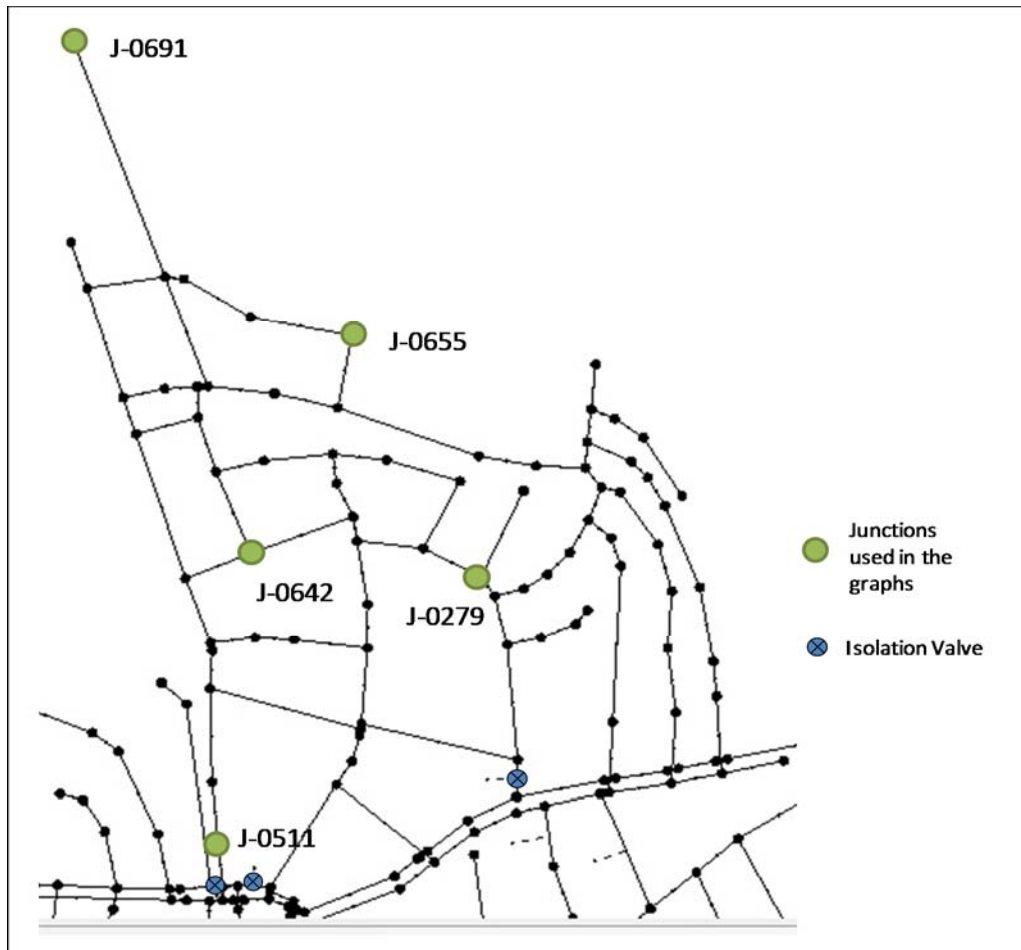 J-0691
J-0655
J-0642
J-0279
J-0511
Junctions
used in the
graphs
Isolation Valve